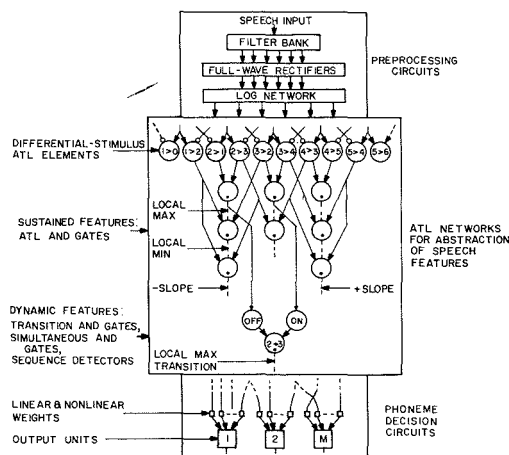 SPEECH INPUT
FILTER BANK
FULL-WAVE RECTIFIERS
LOG NETWORK
PREPROCESSING
CIRCUITS
DIFFERENTIAL-STIMULUS
ATL ELEMENTS
1>0 1>2 2>1 2>3 3>2 3>4 4>3 4>5 5>4 5>6
LOCAL
MAX
SUSTAINED FEATURES:
ATL AND GATES
LOCAL
MIN
ATL NETWORKS
FOR ABSTRACTION
OF SPEECH
FEATURES
-SLOPE
+SLOPE
DYNAMIC FEATURES:
TRANSITION AND GATES,
SIMULTANEOUS AND
GATES,
SEQUENCE DETECTORS
OFF ON
2→3
LOCAL MAX
TRANSITION
LINEAR & NONLINEAR
WEIGHTS
OUTPUT UNITS
1 2 M
PHONEME
DECISION
CIRCUITS